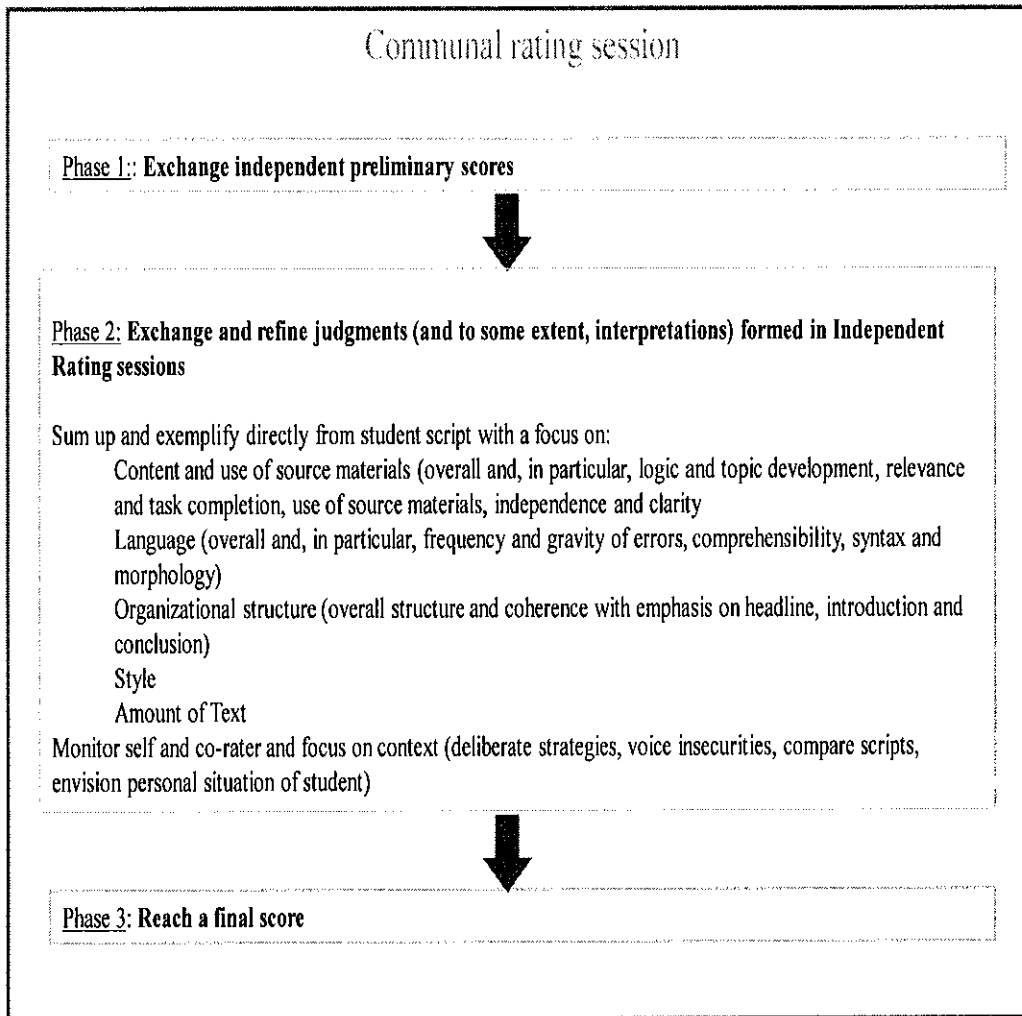 Communal rating session
Phase 1:: Exchange independent preliminary scores
Phase 2: Exchange and refine judgments (and to some extent, interpretations) formed in Independent
Rating sessions
Sum up and exemplify directly from student script with a focus on:
Content and use of source materials (overall and, in particular, logic and topic development, relevance
and task completion, use of source materials, independence and clarity
Language (overall and, in particular, frequency and gravity of errors, comprehensibility, syntax and
morphology)
Organizational structure (overall structure and coherence with emphasis on headline, introduction and
conclusion)
Style
Amount of Text
Monitor self and co-rater and focus on context (deliberate strategies, voice insecurities, compare scripts,
envision personal situation of student)
Phase 3: Reach a final score